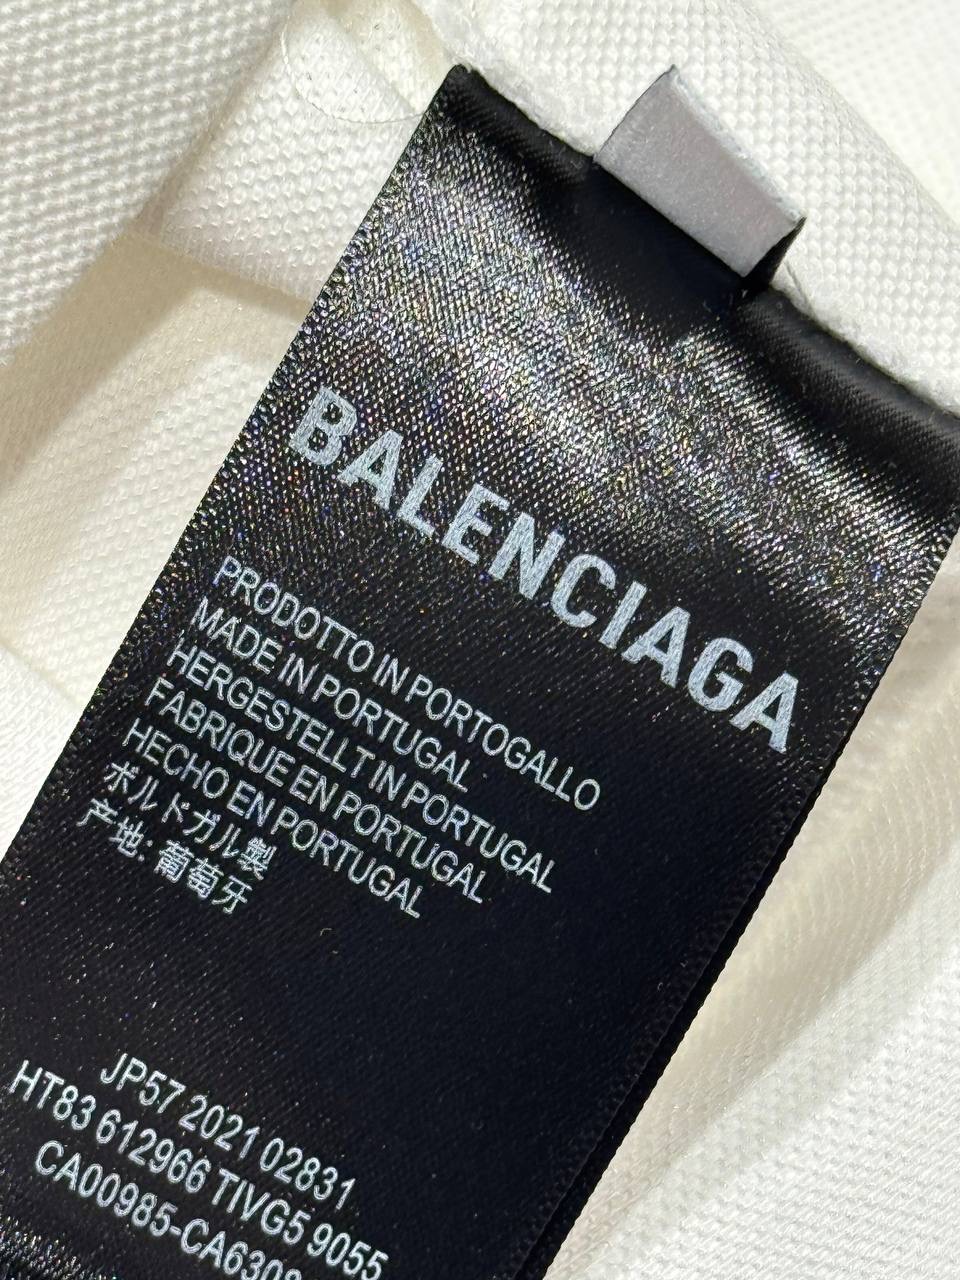 BALENCIAGA
PRODOTTO IN PORTOGALLO
MADE IN PORTUGAL
HERGESTELLT IN PORTUGAL
FABRIQUE EN PORTUGAL
HECHO EN PORTUGAL
ポルトガル製
产地: 葡萄牙
JP57 2021 02831
HT83 612966 TIVG5 9055